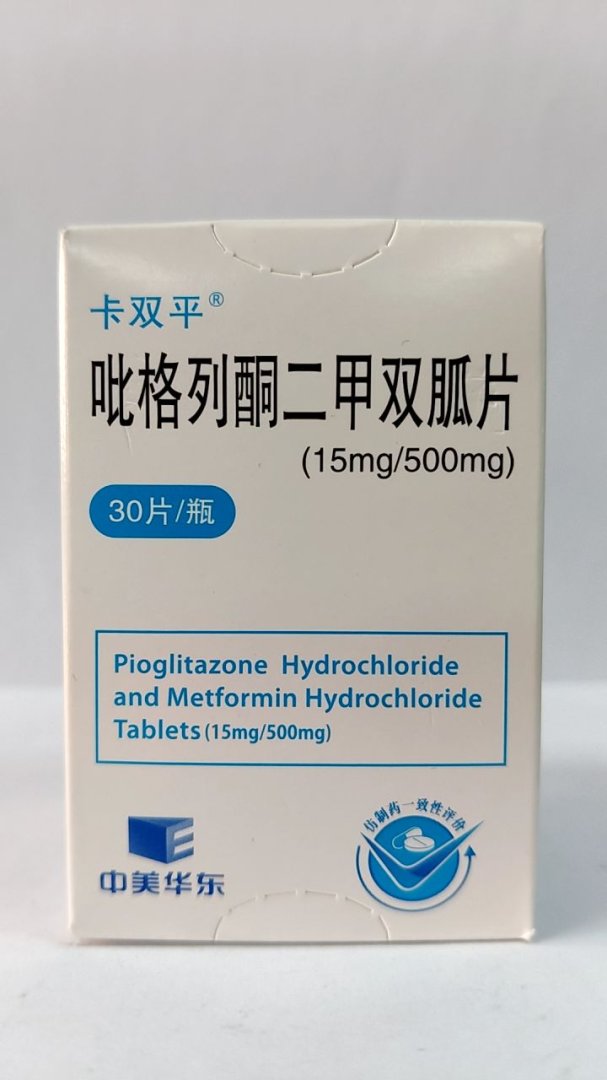 卡双平®
吡格列酮二甲双胍片
(15mg/500mg)
30片/瓶
Pioglitazone Hydrochloride
and Metformin Hydrochloride
Tablets (15mg/500mg)
仿制药一致性评价
中美华东